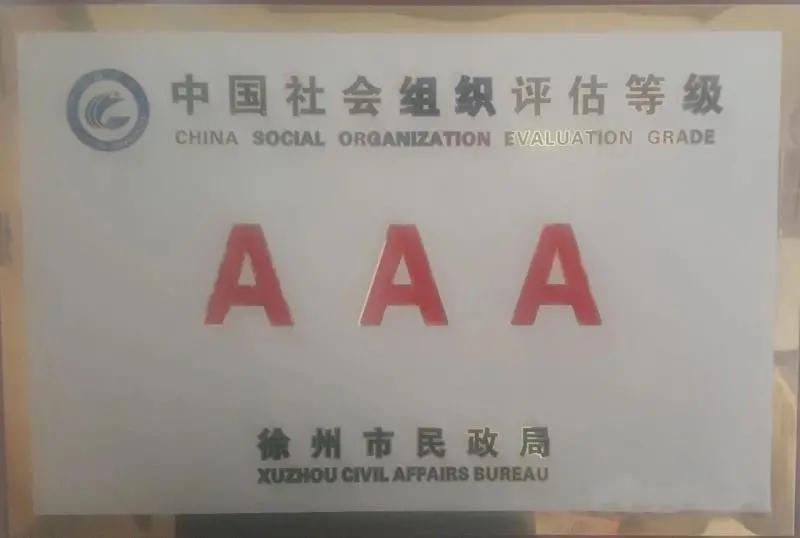 中国社会组织评估等级
CHINA SOCIAL ORGANIZATION EVALUATION GRADE
A A A
徐州市民政局
XUZHOU CIVIL AFFAIRS BUREAU